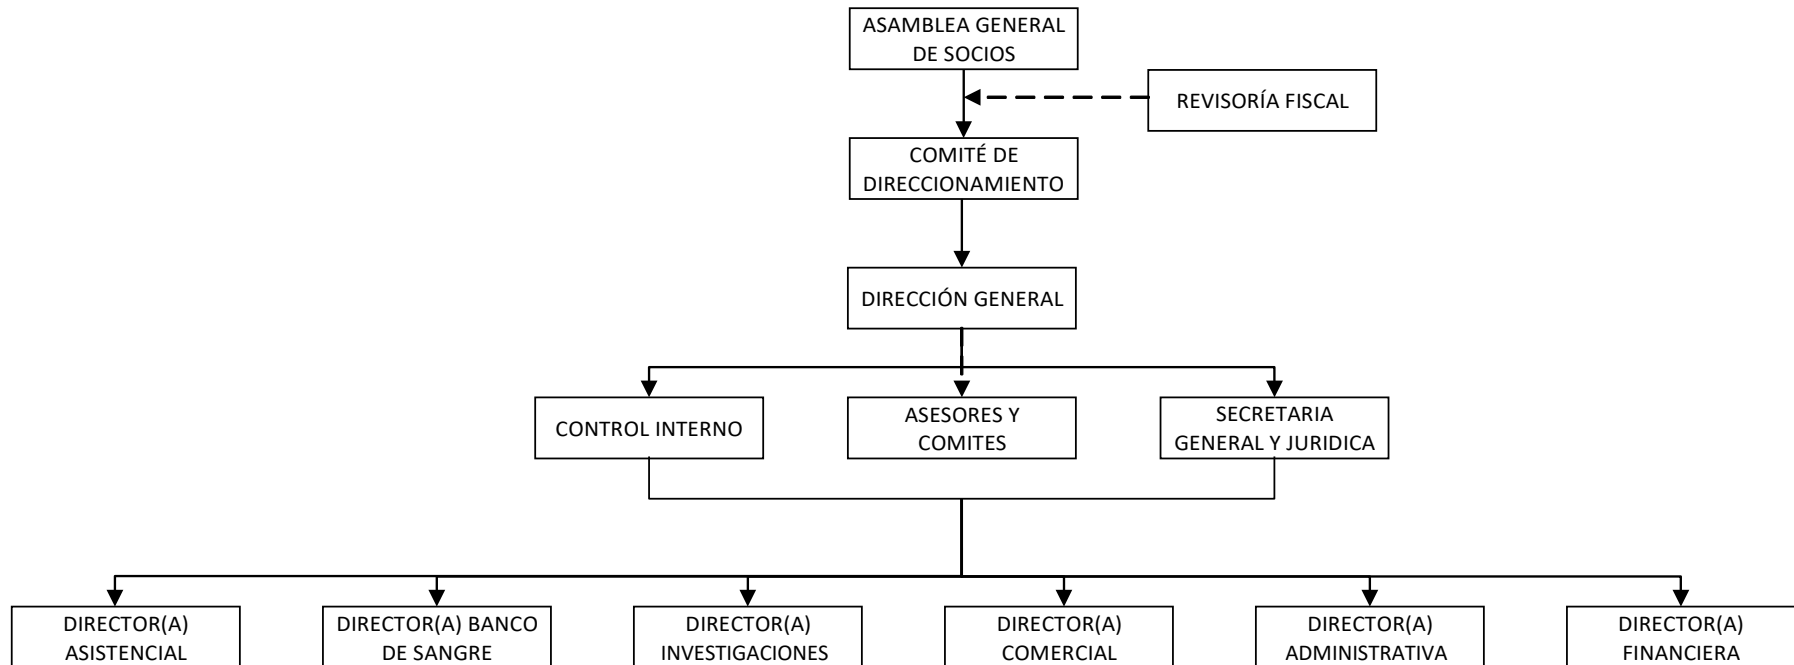 ASAMBLEA GENERAL
DE SOCIOS
REVISORÍA FISCAL
COMITÉ DE
DIRECCIONAMIENTO
DIRECCIÓN GENERAL
CONTROL INTERNO
ASESORES Y
COMITES
SECRETARIA
GENERAL Y JURIDICA
DIRECTOR(A)
ASISTENCIAL
DIRECTOR(A) BANCO
DE SANGRE
DIRECTOR(A)
INVESTIGACIONES
DIRECTOR(A)
COMERCIAL
DIRECTOR(A)
ADMINISTRATIVA
DIRECTOR(A)
FINANCIERA